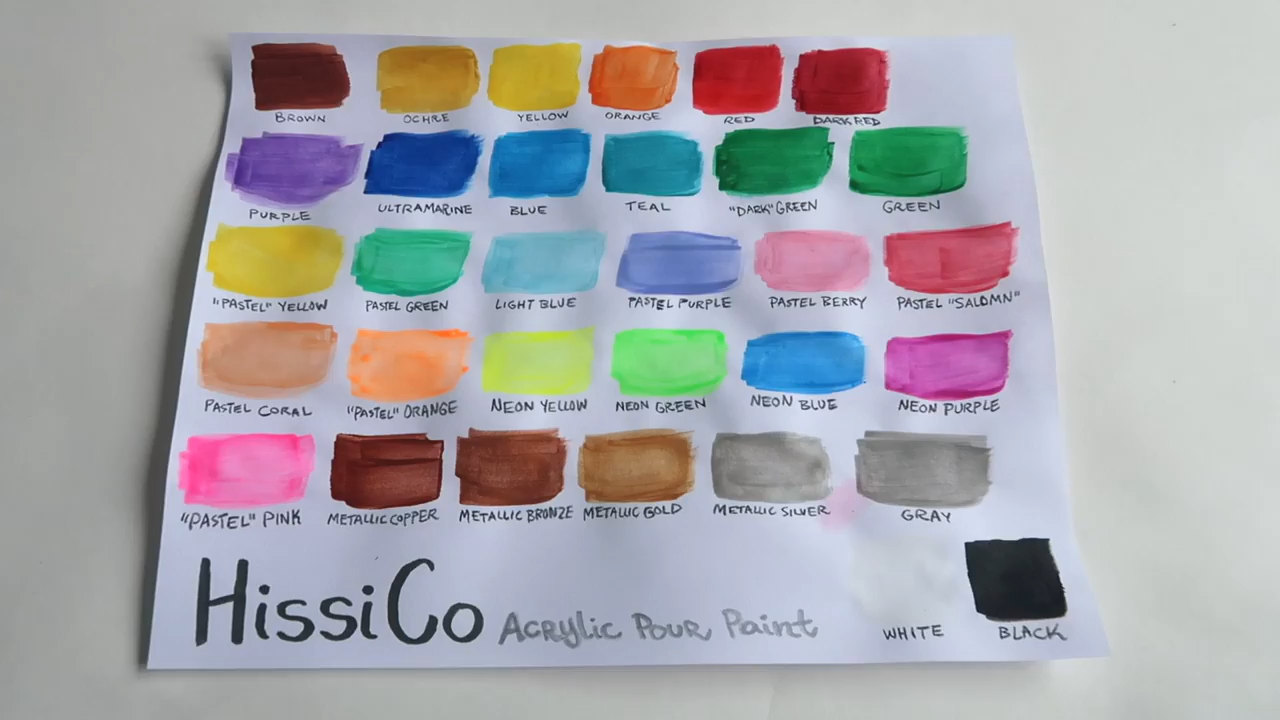 BROWN OCHRE YELLOW ORANGE RED DARK RED
PURPLE ULTRAMARINE BLUE TEAL "DARK" GREEN GREEN
"PASTEL" YELLOW PASTEL GREEN LIGHT BLUE PASTEL PURPLE PASTEL BERRY PASTEL "SALOMN"
PASTEL CORAL "PASTEL" ORANGE NEON YELLOW NEON GREEN NEON BLUE NEON PURPLE
"PASTEL" PINK METALLIC COPPER METALLIC BRONZE METALLIC GOLD METALLIC SILVER GRAY
HissiCo Acrylic Pour Paint WHITE BLACK